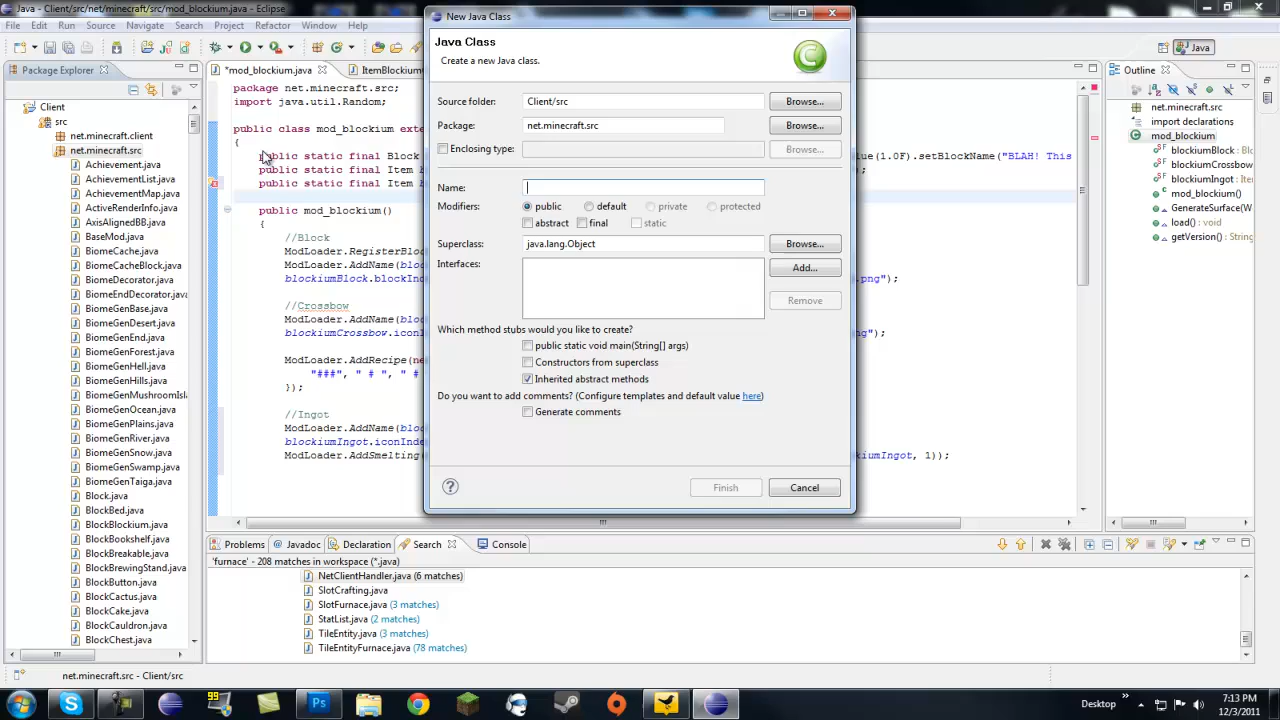 Java - Client/src/net/minecraft/src/mod_blockium.java - Eclipse
File Edit Source Refactor Navigate Search Project Run Window Help
Java
Package Explorer
Client
src
net.minecraft.client
net.minecraft.src
Achievement.java
AchievementList.java
AchievementMap.java
ActiveRenderInfo.java
AxisAlignedBB.java
BaseMod.java
BiomeCache.java
BiomeCacheBlock.java
BiomeDecorator.java
BiomeEndDecorator.java
BiomeGenBase.java
BiomeGenDesert.java
BiomeGenEnd.java
BiomeGenForest.java
BiomeGenHell.java
BiomeGenHills.java
BiomeGenMushroomIsl
BiomeGenOcean.java
BiomeGenPlains.java
BiomeGenRiver.java
BiomeGenSnow.java
BiomeGenSwamp.java
BiomeGenTaiga.java
Block.java
BlockBed.java
BlockBlockium.java
BlockBookshelf.java
BlockBreakable.java
BlockBrewingStand.java
BlockButton.java
BlockCactus.java
BlockCake.java
BlockCauldron.java
BlockChest.java
*mod_blockium.java
ItemBlockium
package net.minecraft.src;
import java.util.Random;
public class mod_blockium exte
{
public static final Block
lue(1.0F).setBlockName("BLAH! This
public static final Item
);
public static final Item b
public mod_blockium()
{
//Block
ModLoader.RegisterBloc
ModLoader.AddName(bloc
blockiumBlock.blockInd
.png");
//Crossbow
ModLoader.AddName(bloc
blockiumCrossbow.iconI
ng");
ModLoader.AddRecipe(ne
"###", " # ", " #
});
//Ingot
ModLoader.AddName(bloc
blockiumIngot.iconInde
ModLoader.AddSmelting(
iumIngot, 1));
New Java Class
Java Class
Create a new Java class.
Source folder: Client/src Browse...
Package: net.minecraft.src Browse...
Enclosing type: Browse...
Name:
Modifiers: public default private protected
abstract final static
Superclass: java.lang.Object Browse...
Interfaces: Add...
Remove
Which method stubs would you like to create?
public static void main(String[] args)
Constructors from superclass
Inherited abstract methods
Do you want to add comments? (Configure templates and default value here)
Generate comments
? Finish Cancel
Outline
net.minecraft.src
import declarations
mod_blockium
blockiumBlock : Block
blockiumCrossbow
blockiumIngot : Item
mod_blockium()
GenerateSurface(W
load() : void
getVersion() : String
Problems Javadoc Declaration Search Console
'furnace' - 208 matches in workspace (*.java)
NetClientHandler.java (6 matches)
SlotCrafting.java
SlotFurnace.java (3 matches)
StatList.java (2 matches)
TileEntity.java (3 matches)
TileEntityFurnace.java (78 matches)
net.minecraft.src - Client/src
99
Ps
Desktop
7:13 PM
12/3/2011